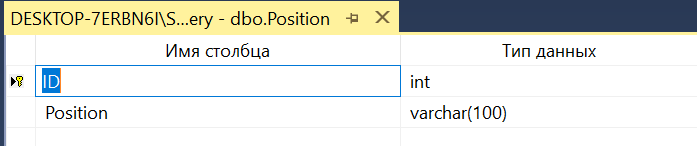 DESKTOP-7ERBN6I\S...ery - dbo.Position
Имя столбца Тип данных
ID int
Position varchar(100)